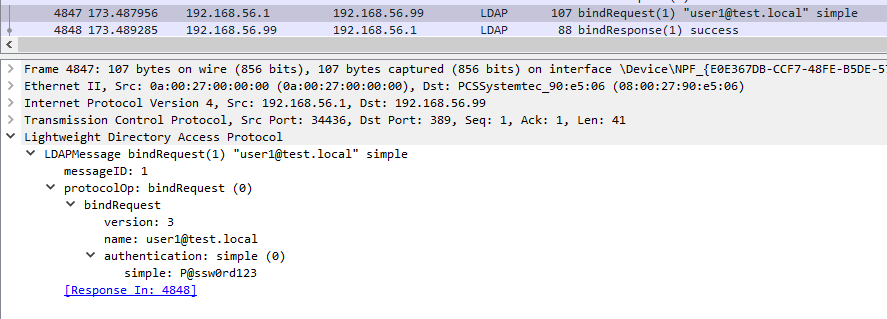 4847 173.487956 192.168.56.1 192.168.56.99 LDAP 107 bindRequest(1) "user1@test.local" simple
4848 173.489285 192.168.56.99 192.168.56.1 LDAP 88 bindResponse(1) success
Frame 4847: 107 bytes on wire (856 bits), 107 bytes captured (856 bits) on interface \Device\NPF_{E0E367DB-CCF7-48FE-B5DE-5
Ethernet II, Src: 0a:00:27:00:00:00 (0a:00:27:00:00:00), Dst: PCSSystemtec_90:e5:06 (08:00:27:90:e5:06)
Internet Protocol Version 4, Src: 192.168.56.1, Dst: 192.168.56.99
Transmission Control Protocol, Src Port: 34436, Dst Port: 389, Seq: 1, Ack: 1, Len: 41
Lightweight Directory Access Protocol
LDAPMessage bindRequest(1) "user1@test.local" simple
messageID: 1
protocolOp: bindRequest (0)
bindRequest
version: 3
name: user1@test.local
authentication: simple (0)
simple: P@ssw0rd123
[Response In: 4848]